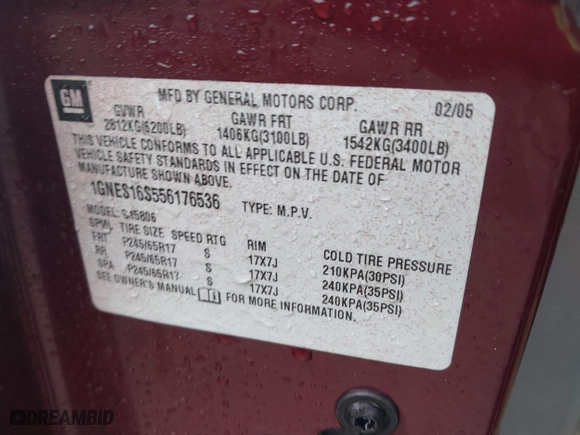 GM
MFD BY GENERAL MOTORS CORP. 02/05
GVWR GAWR FRT GAWR RR
2812KG(6200LB) 1406KG(3100LB) 1542KG(3400LB)
THIS VEHICLE CONFORMS TO ALL APPLICABLE U.S. FEDERAL MOTOR
VEHICLE SAFETY STANDARDS IN EFFECT ON THE DATE OF
MANUFACTURE SHOWN ABOVE.
1GNES16S556176536 TYPE: M.P.V.
MODEL: S15806
SPWL TIRE SIZE SPEED RTG RIM COLD TIRE PRESSURE
FRT P245/65R17 S 17X7J 210KPA(30PSI)
RR P245/65R17 S 17X7J 240KPA(35PSI)
SPA P245/65R17 S 17X7J 240KPA(35PSI)
SEE OWNER'S MANUAL i FOR MORE INFORMATION.
DREAMBID